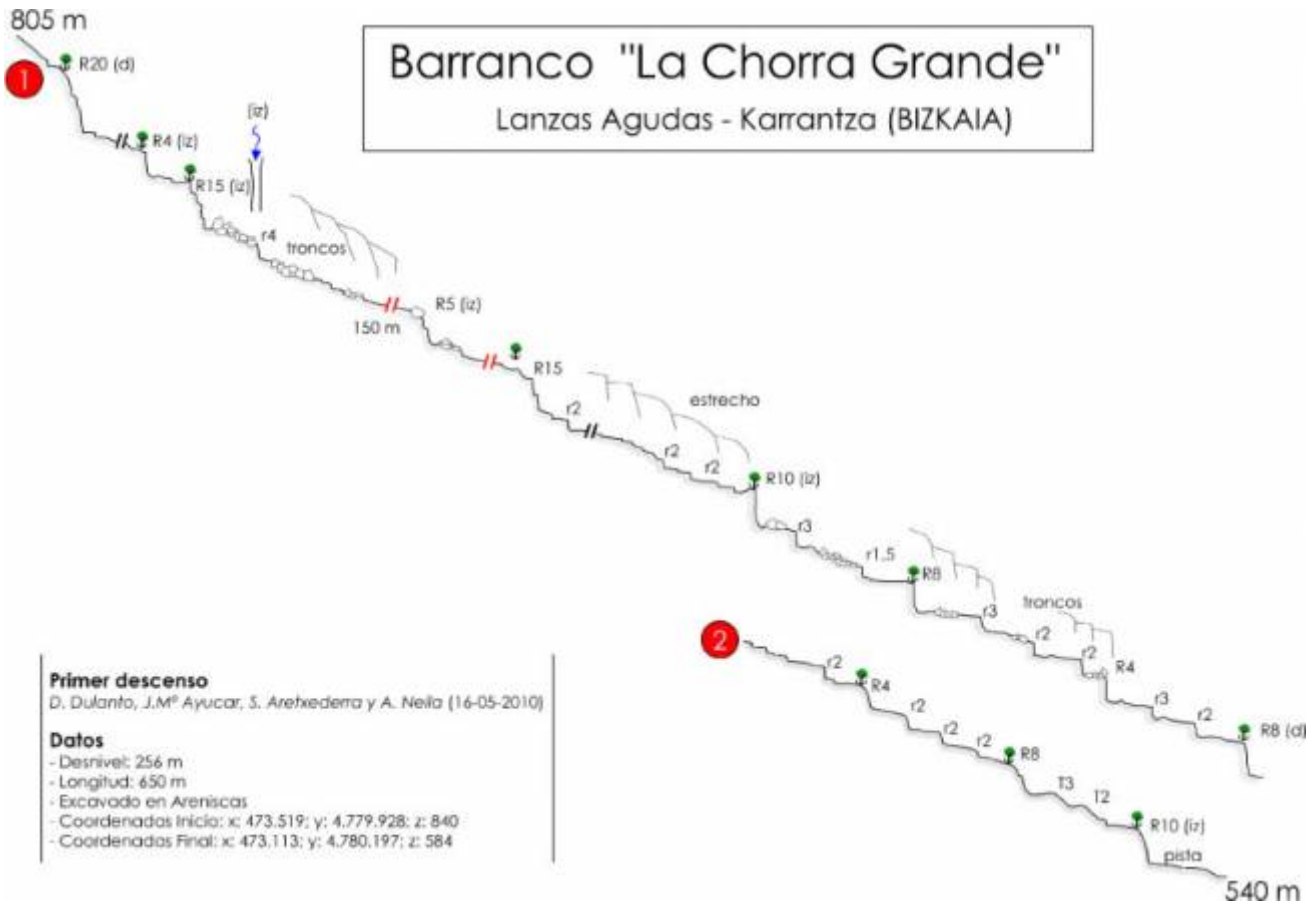 805 m
Barranco "La Chorra Grande"
Lanzas Agudas - Karrantza (BIZKAIA)
1
R20 (d)
(iz)
R4 (iz)
R15 (iz)
r4
troncos
R5 (iz)
150 m
R15
r2
estrecho
r2
r2
R10 (iz)
r3
r1,5
R8
r3
troncos
r2
r2
R4
r3
r2
R8 (d)
2
r2
R4
r2
r2
r2
R8
T3
T2
R10 (iz)
pista
540 m
Primer descenso
D. Dulanto, J.Mª Ayucar, S. Aretxederra y A. Neila (16-05-2010)
Datos
- Desnivel: 256 m
- Longitud: 650 m
- Excavado en Areniscas
- Coordenadas Inicio: x: 473.519; y: 4.779.928; z: 840
- Coordenadas Final: x: 473.113; y: 4.780.197; z: 584